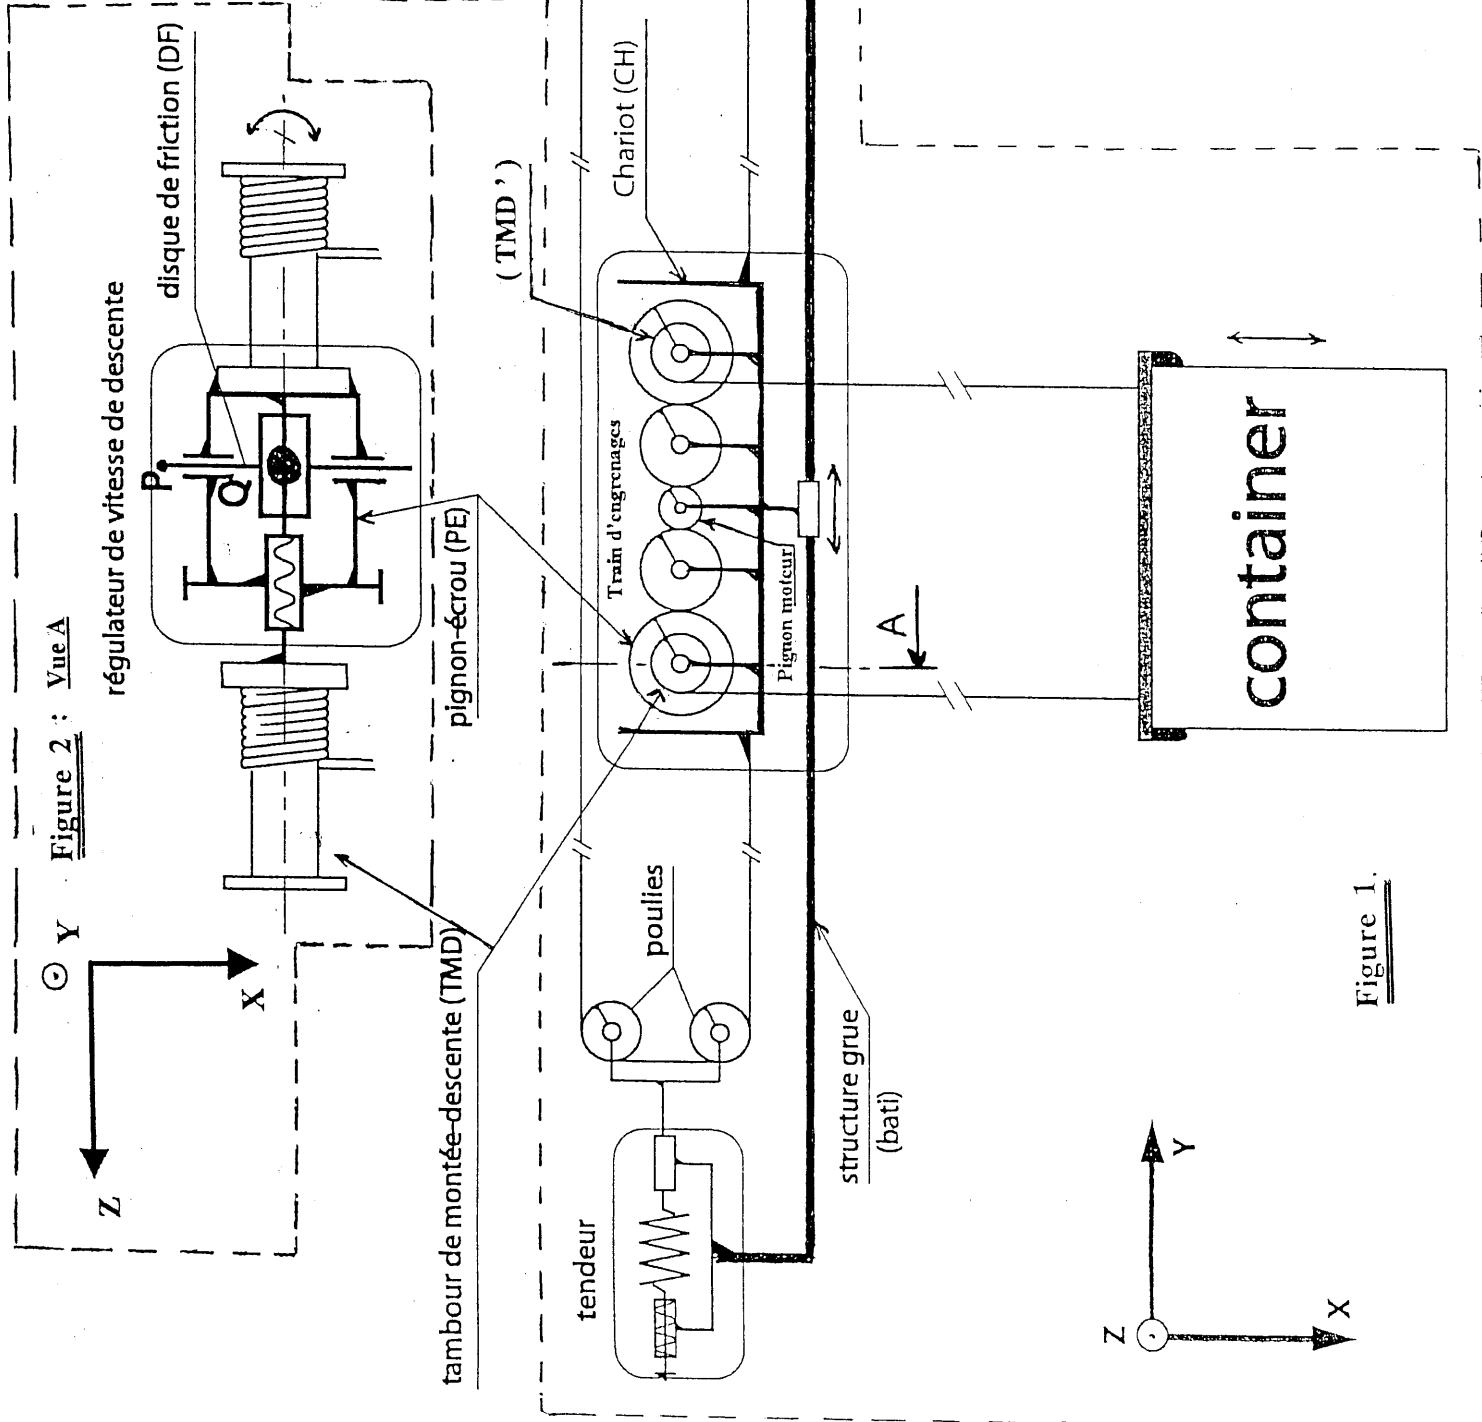 Figure 2 : Vue A
régulateur de vitesse de descente
disque de friction (DF)
P
Q
Y
X
Z
pignon-écrou (PE)
tambour de montée-descente (TMD)
(TMD')
Chariot (CH)
Train d'engrenages
Pignon moteur
A
poulies
tendeur
structure grue
(bati)
container
Z
Y
X
Figure 1.